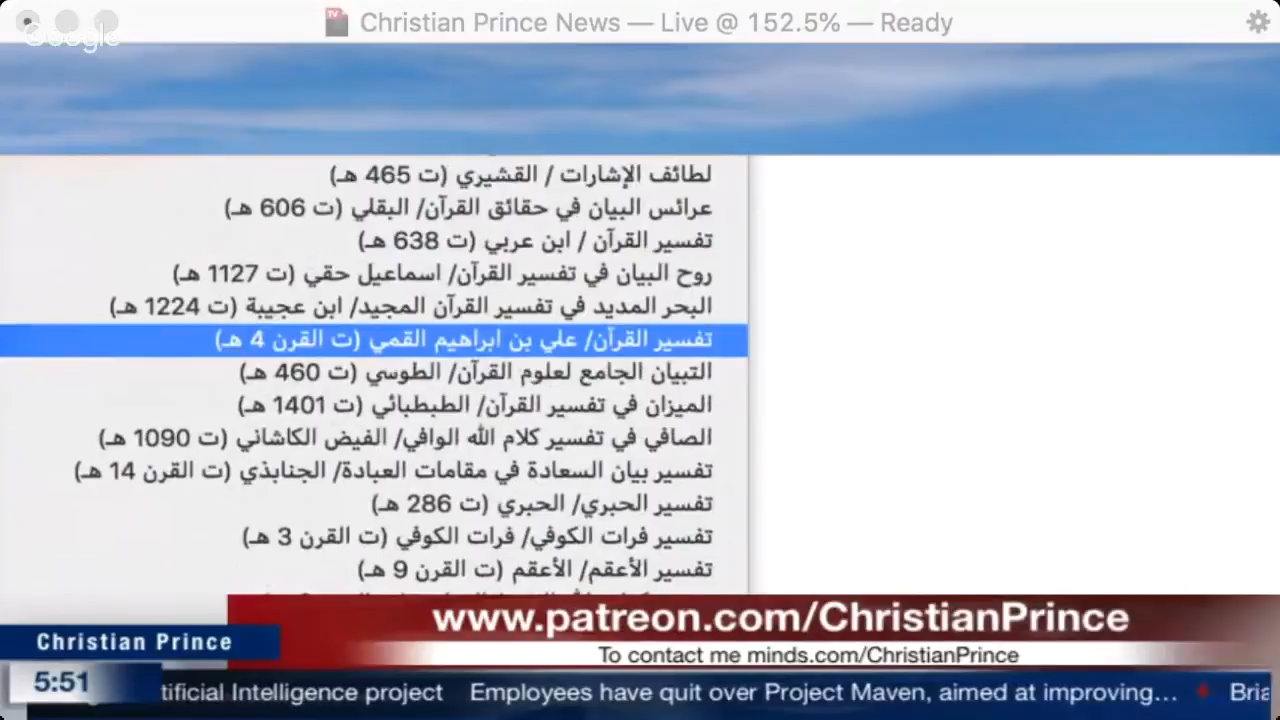 Christian Prince News — Live @ 152.5% — Ready
Google
لطائف الإشارات / القشيري (ت 465 هـ)
عرائس البيان في حقائق القرآن/ البقلي (ت 606 هـ)
تفسير القرآن / ابن عربي (ت 638 هـ)
روح البيان في تفسير القرآن/ اسماعيل حقي (ت 1127 هـ)
البحر المديد في تفسير القرآن المجيد/ ابن عجيبة (ت 1224 هـ)
تفسير القرآن/ علي بن ابراهيم القمي (ت القرن 4 هـ)
التبيان الجامع لعلوم القرآن/ الطوسي (ت 460 هـ)
الميزان في تفسير القرآن/ الطبطبائي (ت 1401 هـ)
الصافي في تفسير كلام الله الوافي/ الفيض الكاشاني (ت 1090 هـ)
تفسير بيان السعادة في مقامات العبادة/ الجنابذي (ت القرن 14 هـ)
تفسير الحبري/ الحبري (ت 286 هـ)
تفسير فرات الكوفي/ فرات الكوفي (ت القرن 3 هـ)
تفسير الأعقم/ الأعقم (ت القرن 9 هـ)
www.patreon.com/ChristianPrince
Christian Prince
To contact me minds.com/ChristianPrince
5:51
tificial Intelligence project Employees have quit over Project Maven, aimed at improving... Bria